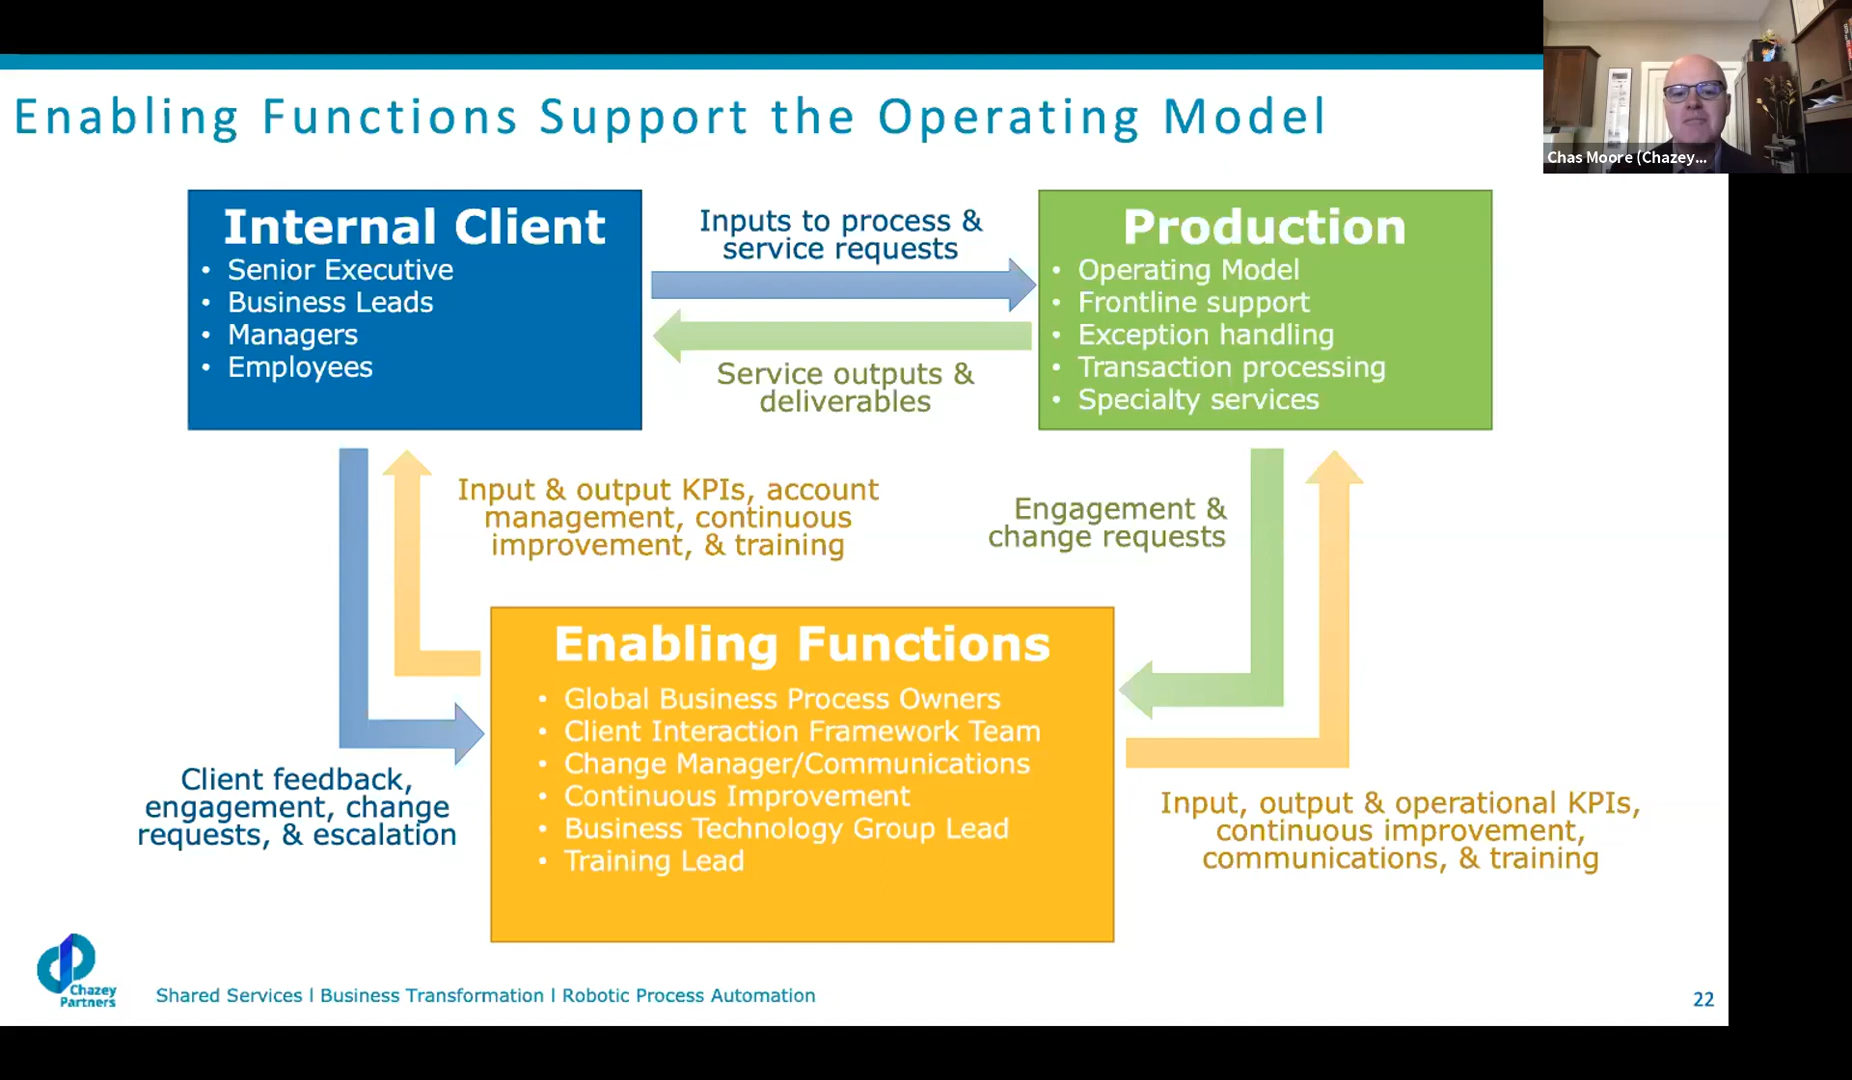 Enabling Functions Support the Operating Model
Chas Moore (Chazey...
Internal Client
• Senior Executive
• Business Leads
• Managers
• Employees
Inputs to process &
service requests
Service outputs &
deliverables
Production
• Operating Model
• Frontline support
• Exception handling
• Transaction processing
• Specialty services
Input & output KPIs, account
management, continuous
improvement, & training
Engagement &
change requests
Enabling Functions
• Global Business Process Owners
• Client Interaction Framework Team
• Change Manager/Communications
• Continuous Improvement
• Business Technology Group Lead
• Training Lead
Client feedback,
engagement, change
requests, & escalation
Input, output & operational KPIs,
continuous improvement,
communications, & training
Chazey
Partners
Shared Services l Business Transformation l Robotic Process Automation
22